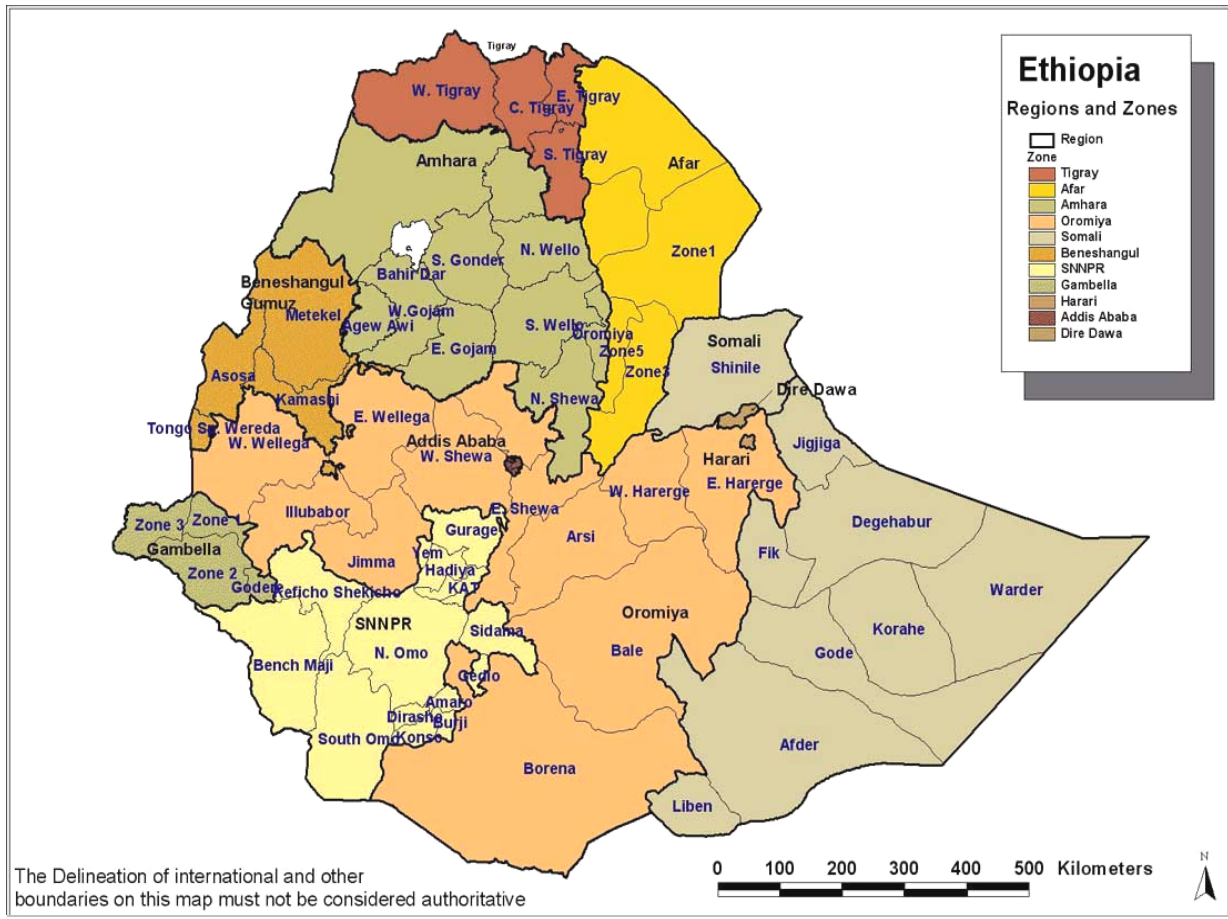 Tigray
W. Tigray
C. Tigray
E. Tigray
S. Tigray
Amhara
Afar
Zone1
N. Wello
S. Gonder
Bahir Dar
Beneshangul
Gumuz
Metekel
W.Gojam
Agew Awi
E. Gojam
S. Wello
Oromiya
Zone5
Zone3
Somali
Shinile
Dire Dawa
Asosa
Kamashi
N. Shewa
E. Wellega
Tongo Sp. Wereda
W. Wellega
Addis Ababa
W. Shewa
Harari
E. Harerge
W. Harerge
Jigjiga
Illubabor
E. Shewa
Arsi
Gurage
Degehabur
Fik
Zone 3
Zone 1
Gambella
Zone 2
Godere
Jimma
Yem
Hadiya
KAT
Keficho Shekicho
SNNPR
Sidama
Oromiya
Bale
Warder
Korahe
Gode
Bench Maji
N. Omo
Gedio
Amaro
Dirashe
Burji
South Omo
Konso
Borena
Afder
Liben
Ethiopia
Regions and Zones
Region
Zone
Tigray
Afar
Amhara
Oromiya
Somali
Beneshangul
SNNPR
Gambella
Harari
Addis Ababa
Dire Dawa
The Delineation of international and other
boundaries on this map must not be considered authoritative
0 100 200 300 400 500 Kilometers
N